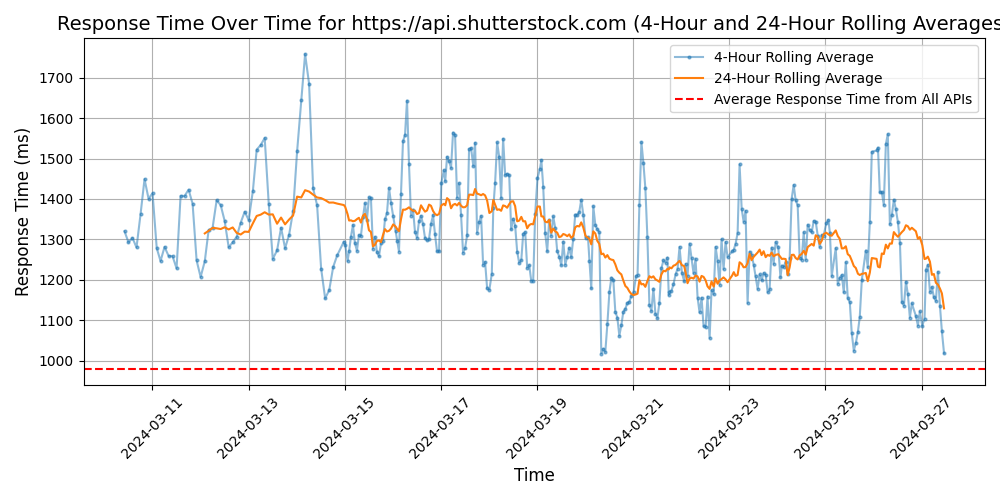 Response Time Over Time for https://api.shutterstock.com (4-Hour and 24-Hour Rolling Averages
4-Hour Rolling Average
24-Hour Rolling Average
Average Response Time from All APIs
Response Time (ms)
1700
1600
1500
1400
1300
1200
1100
1000
2024-03-11
2024-03-13
2024-03-15
2024-03-17
2024-03-19
2024-03-21
2024-03-23
2024-03-25
2024-03-27
Time